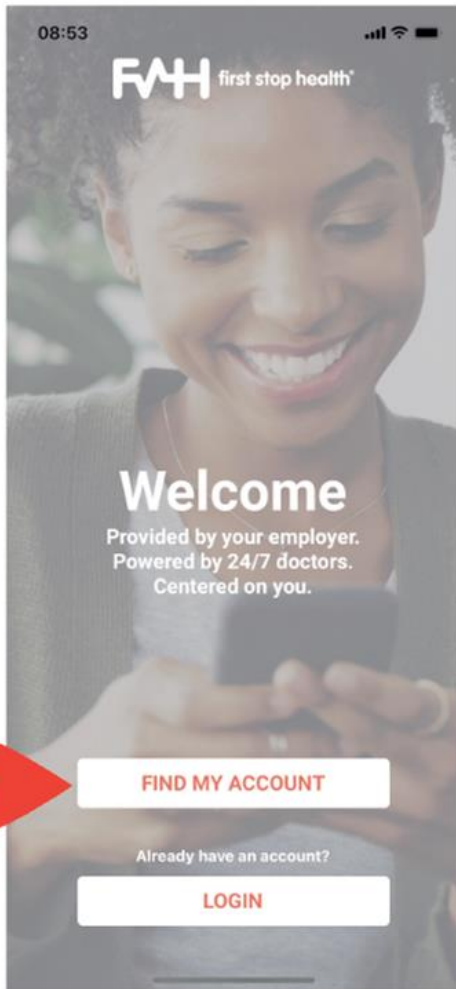 08:53
FAH first stop health®
Welcome
Provided by your employer.
Powered by 24/7 doctors.
Centered on you.
FIND MY ACCOUNT
Already have an account?
LOGIN